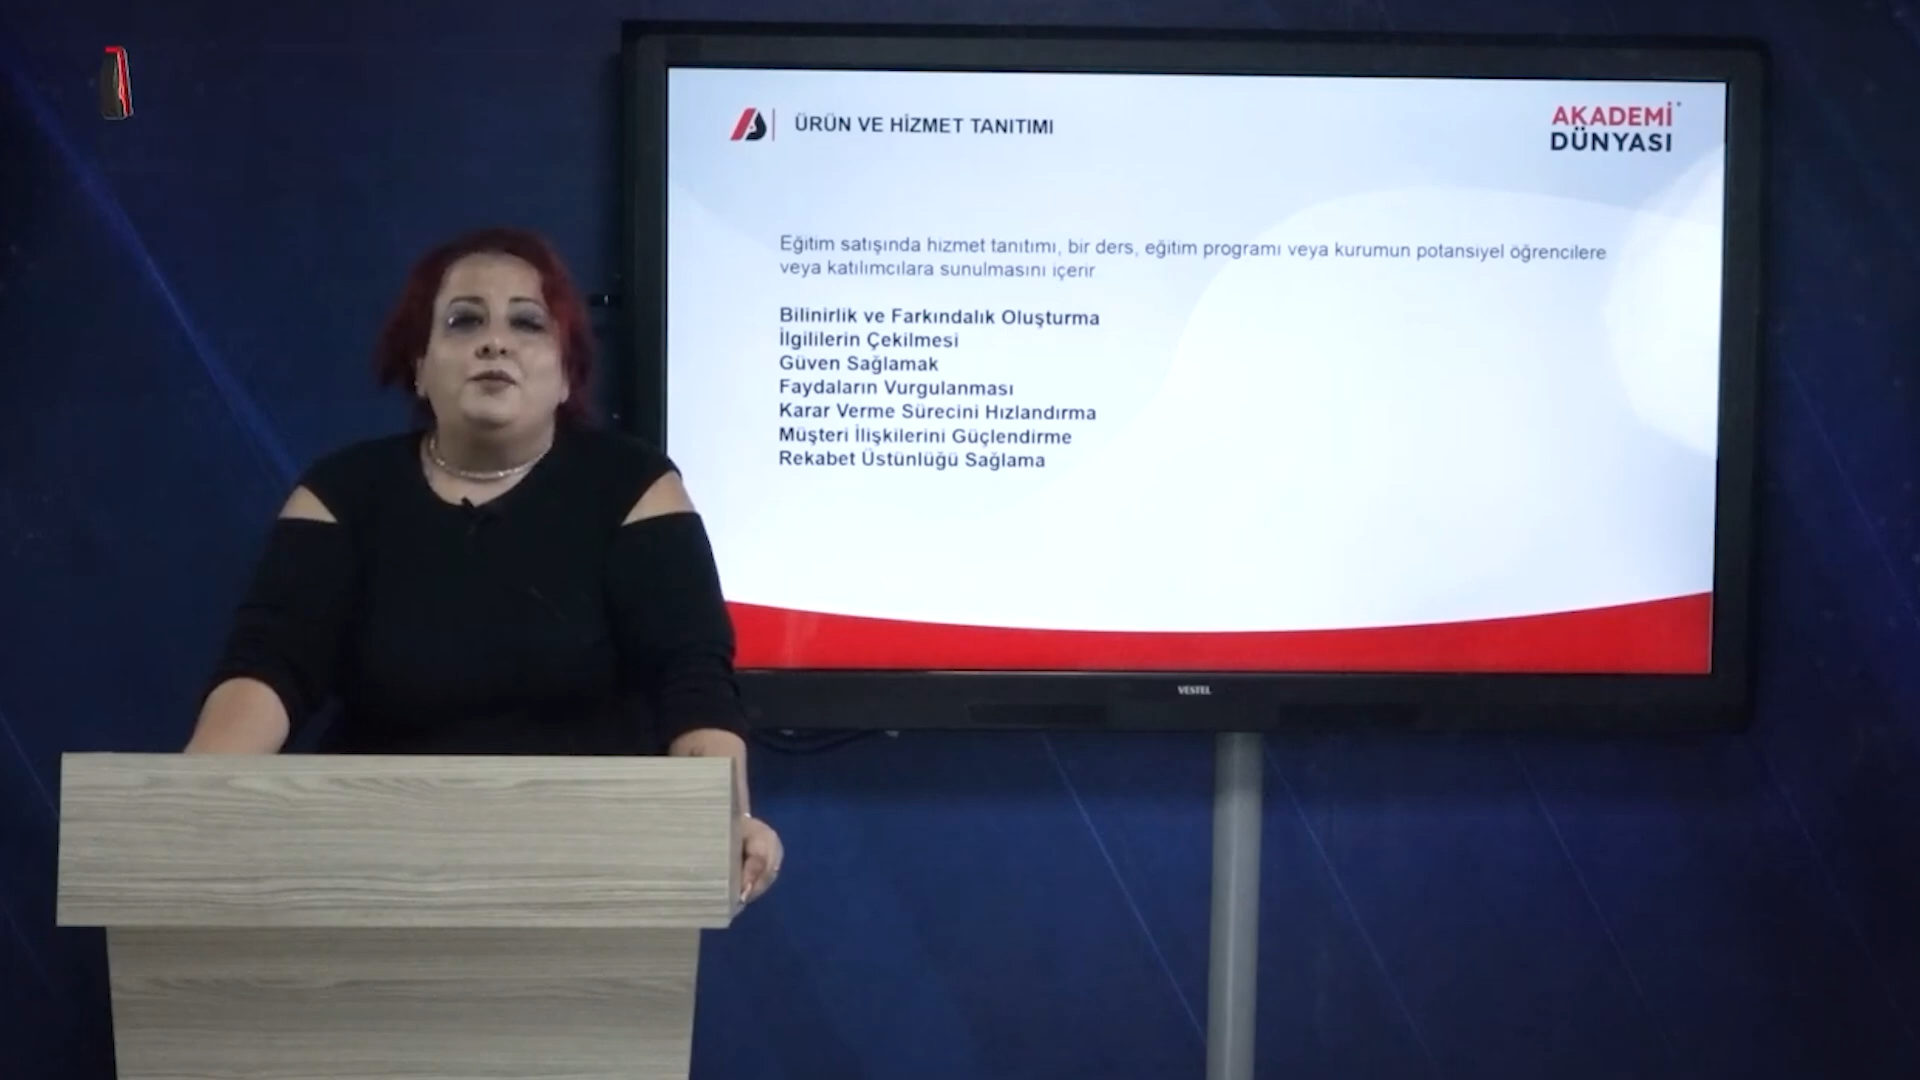 ÜRÜN VE HİZMET TANITIMI
AKADEMİ
DÜNYASI
Eğitim satışında hizmet tanıtımı, bir ders, eğitim programı veya kurumun potansiyel öğrencilere
veya katılımcılara sunulmasını içerir
Bilinirlik ve Farkındalık Oluşturma
İlgililerin Çekilmesi
Güven Sağlamak
Faydaların Vurgulanması
Karar Verme Sürecini Hızlandırma
Müşteri İlişkilerini Güçlendirme
Rekabet Üstünlüğü Sağlama
VESTEL